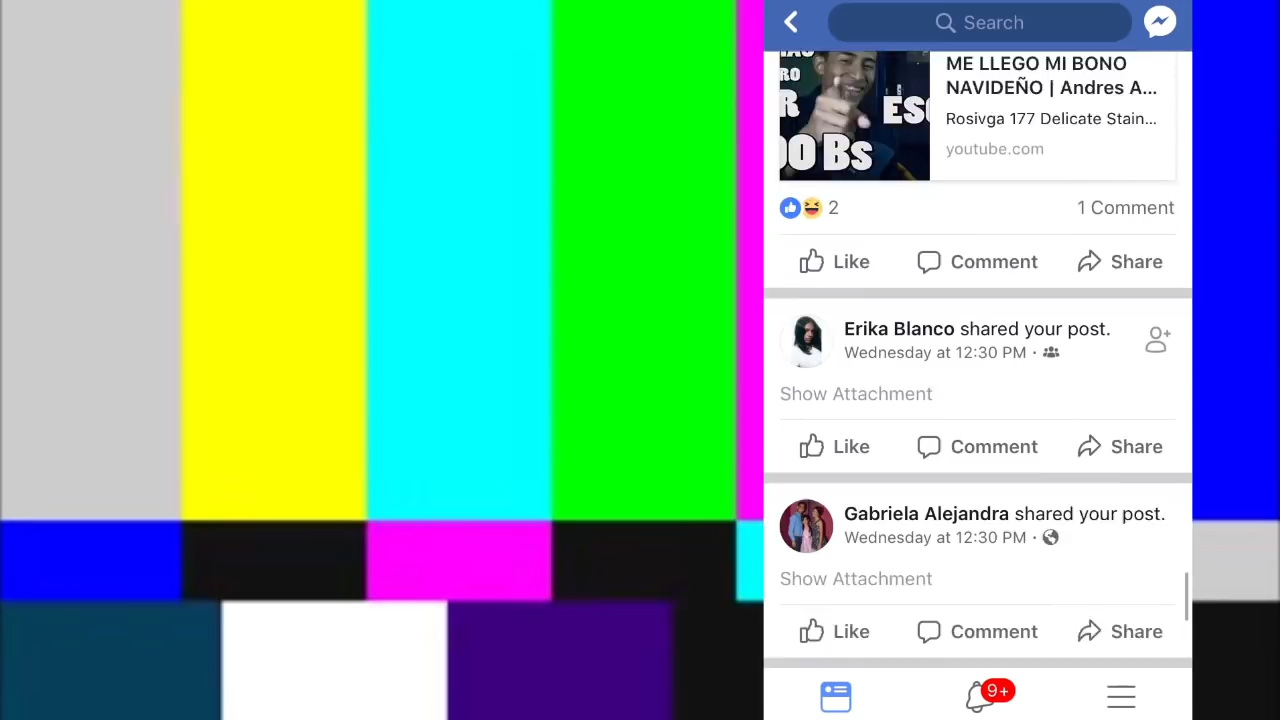 Search
ME LLEGO MI BONO
NAVIDEÑO | Andres A...
Rosivga 177 Delicate Stain...
youtube.com
00 Bs
2
1 Comment
Like Comment Share
Erika Blanco shared your post.
Wednesday at 12:30 PM ·
Show Attachment
Like Comment Share
Gabriela Alejandra shared your post.
Wednesday at 12:30 PM ·
Show Attachment
Like Comment Share
9+